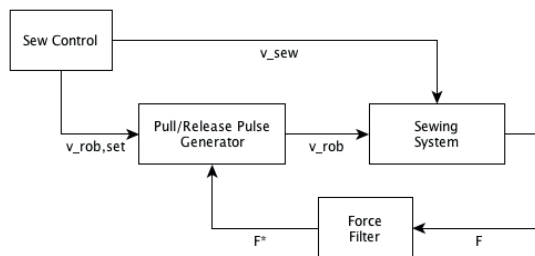 Sew Control
v_sew
v_rob,set
Pull/Release Pulse
Generator
v_rob
Sewing
System
F*
Force
Filter
F